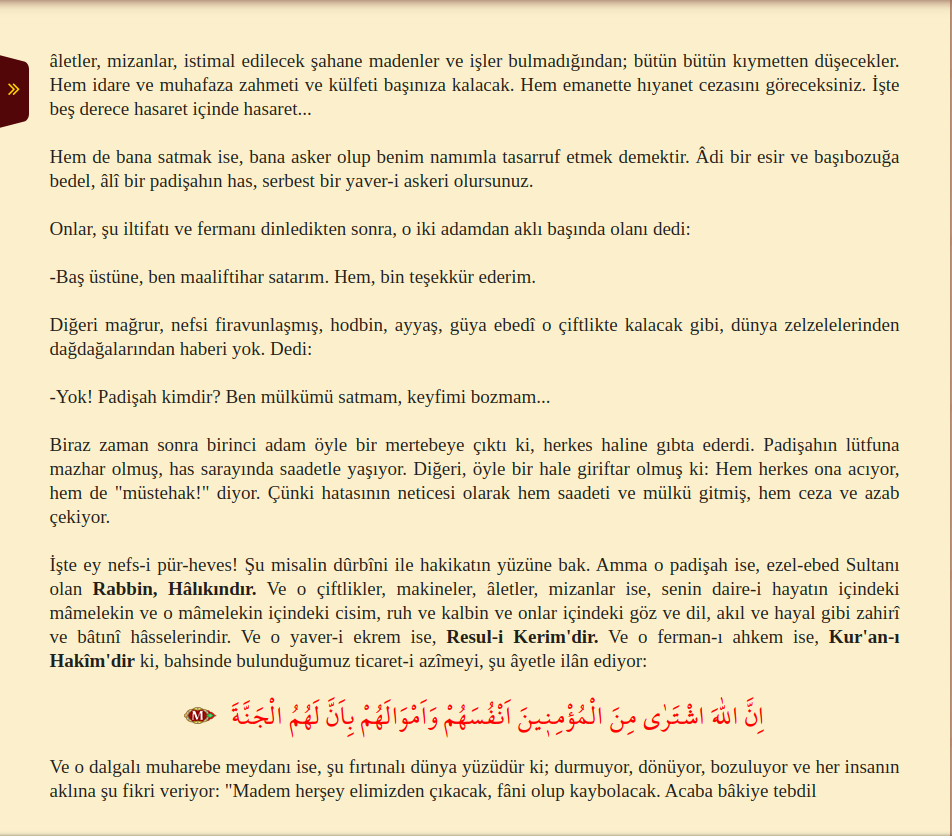 âletler, mizanlar, istimal edilecek şahane madenler ve işler bulmadığından; bütün bütün kıymetten düşecekler.
Hem idare ve muhafaza zahmeti ve külfeti başınıza kalacak. Hem emanette hıyanet cezasını göreceksiniz. İşte
beş derece hasaret içinde hasaret...
Hem de bana satmak ise, bana asker olup benim namımla tasarruf etmek demektir. Âdi bir esir ve başıbozuğa
bedel, âlî bir padişahın has, serbest bir yaver-i askeri olursunuz.
Onlar, şu iltifatı ve fermanı dinledikten sonra, o iki adamdan aklı başında olanı dedi:
-Baş üstüne, ben maaliftihar satarım. Hem, bin teşekkür ederim.
Diğeri mağrur, nefsi firavunlaşmış, hodbin, ayyaş, güya ebedî o çiftlikte kalacak gibi, dünya zelzelelerinden
dağdağalarından haberi yok. Dedi:
-Yok! Padişah kimdir? Ben mülkümü satmam, keyfimi bozmam...
Biraz zaman sonra birinci adam öyle bir mertebeye çıktı ki, herkes haline gıbta ederdi. Padişahın lütfuna
mazhar olmuş, has sarayında saadetle yaşıyor. Diğeri, öyle bir hale giriftar olmuş ki: Hem herkes ona acıyor,
hem de "müstehak!" diyor. Çünki hatasının neticesi olarak hem saadeti ve mülkü gitmiş, hem ceza ve azab
çekiyor.
İşte ey nefs-i pür-heves! Şu misalin dûrbîni ile hakikatın yüzüne bak. Amma o padişah ise, ezel-ebed Sultanı
olan Rabbin, Hâlıkındır. Ve o çiftlikler, makineler, âletler, mizanlar ise, senin daire-i hayatın içindeki
mâmelekin ve o mâmelekin içindeki cisim, ruh ve kalbin ve onlar içindeki göz ve dil, akıl ve hayal gibi zahirî
ve bâtınî hâsselerindir. Ve o yaver-i ekrem ise, Resul-i Kerim'dir. Ve o ferman-ı ahkem ise, Kur'an-ı
Hakîm'dir ki, bahsinde bulunduğumuz ticaret-i azîmeyi, şu âyetle ilân ediyor:
اِنَّ اللّٰهَ اشْتَرٰى مِنَ الْمُؤْمِنٖينَ اَنْفُسَهُمْ وَاَمْوَالَهُمْ بِاَنَّ لَهُمُ الْجَنَّةَ M
Ve o dalgalı muharebe meydanı ise, şu fırtınalı dünya yüzüdür ki; durmuyor, dönüyor, bozuluyor ve her insanın
aklına şu fikri veriyor: "Madem herşey elimizden çıkacak, fâni olup kaybolacak. Acaba bâkiye tebdil